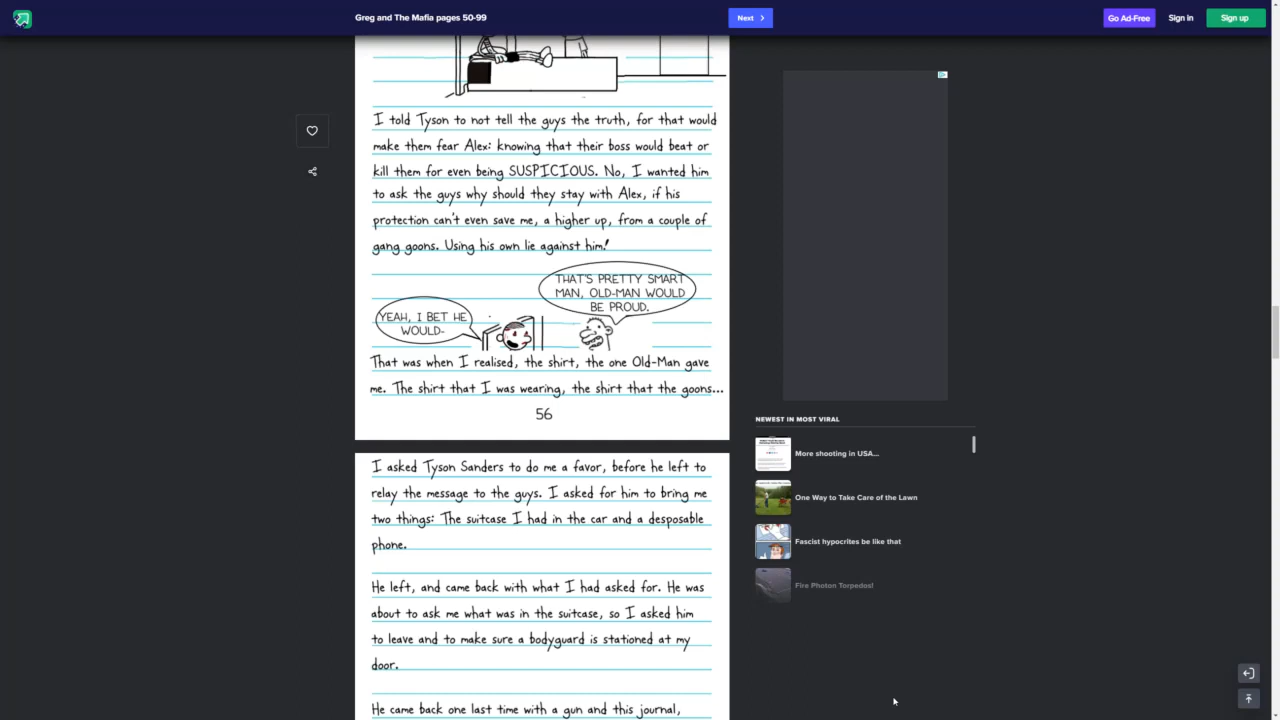 Greg and The Mafia pages 50-99
Next
Go Ad-Free
Sign in
Sign up
I told Tyson to not tell the guys the truth, for that would
make them fear Alex: knowing that their boss would beat or
kill them for even being SUSPICIOUS. No, I wanted him
to ask the guys why should they stay with Alex, if his
protection can't even save me, a higher up, from a couple of
gang goons. Using his own lie against him!
THAT'S PRETTY SMART
MAN, OLD-MAN WOULD
BE PROUD.
YEAH, I BET HE
WOULD-
That was when I realised, the shirt, the one Old-Man gave
me. The shirt that I was wearing, the shirt that the goons...
56
I asked Tyson Sanders to do me a favor, before he left to
relay the message to the guys. I asked for him to bring me
two things: The suitcase I had in the car and a desposable
phone.
He left, and came back with what I had asked for. He was
about to ask me what was in the suitcase, so I asked him
to leave and to make sure a bodyguard is stationed at my
door.
He came back one last time with a gun and this journal,
NEWEST IN MOST VIRAL
More shooting in USA...
One Way to Take Care of the Lawn
Fascist hypocrites be like that
Fire Photon Torpedos!